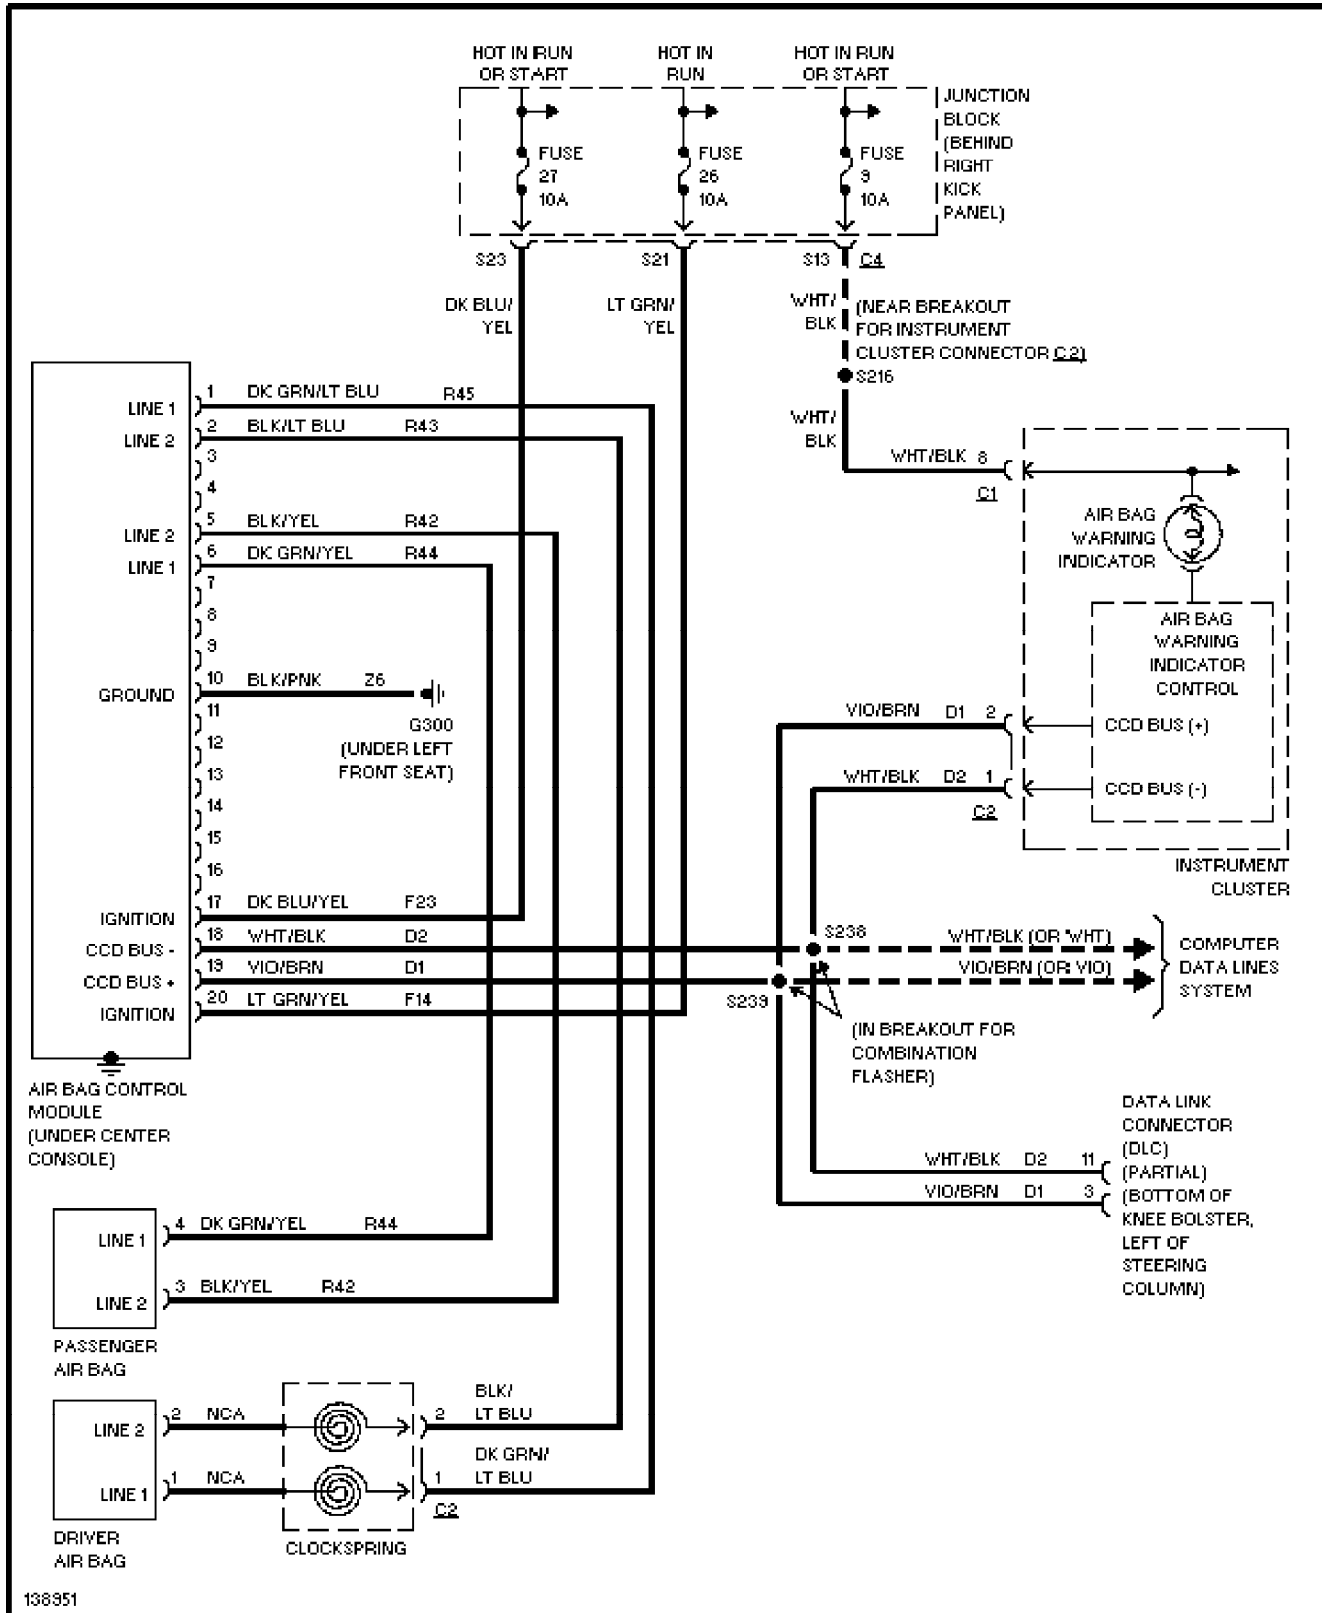 HOT IN RUN
OR START
HOT IN
RUN
HOT IN RUN
OR START
JUNCTION
BLOCK
(BEHIND
RIGHT
KICK
PANEL)
FUSE
27
10A
FUSE
26
10A
FUSE
9
10A
S23
S21
S13
C4
DK BLU/
YEL
LT GRN/
YEL
WHT/
BLK
(NEAR BREAKOUT
FOR INSTRUMENT
CLUSTER CONNECTOR C2)
S216
WHT/
BLK
WHT/BLK 8
C1
AIR BAG
WARNING
INDICATOR
AIR BAG
WARNING
INDICATOR
CONTROL
VIO/BRN D1 2
CCD BUS (+)
WHT/BLK D2 1
CCD BUS (-)
C2
INSTRUMENT
CLUSTER
LINE 1 1 DK GRN/LT BLU R45
LINE 2 2 BLK/LT BLU R43
3
4
LINE 2 5 BLK/YEL R42
LINE 1 6 DK GRN/YEL R44
7
8
9
GROUND 10 BLK/PNK Z6
G300
(UNDER LEFT
FRONT SEAT)
11
12
13
14
15
16
IGNITION 17 DK BLU/YEL F23
CCD BUS - 18 WHT/BLK D2
CCD BUS + 19 VIO/BRN D1
IGNITION 20 LT GRN/YEL F14
S238
WHT/BLK (OR WHT)
VIO/BRN (OR VIO)
S239
COMPUTER
DATA LINES
SYSTEM
(IN BREAKOUT FOR
COMBINATION
FLASHER)
AIR BAG CONTROL
MODULE
(UNDER CENTER
CONSOLE)
WHT/BLK D2 11
VIO/BRN D1 3
DATA LINK
CONNECTOR
(DLC)
(PARTIAL)
(BOTTOM OF
KNEE BOLSTER,
LEFT OF
STEERING
COLUMN)
LINE 1 4 DK GRN/YEL R44
LINE 2 3 BLK/YEL R42
PASSENGER
AIR BAG
LINE 2 2 NCA
LINE 1 1 NCA
DRIVER
AIR BAG
CLOCKSPRING
BLK/
2 LT BLU
DK GRN/
1 LT BLU
C2
138951